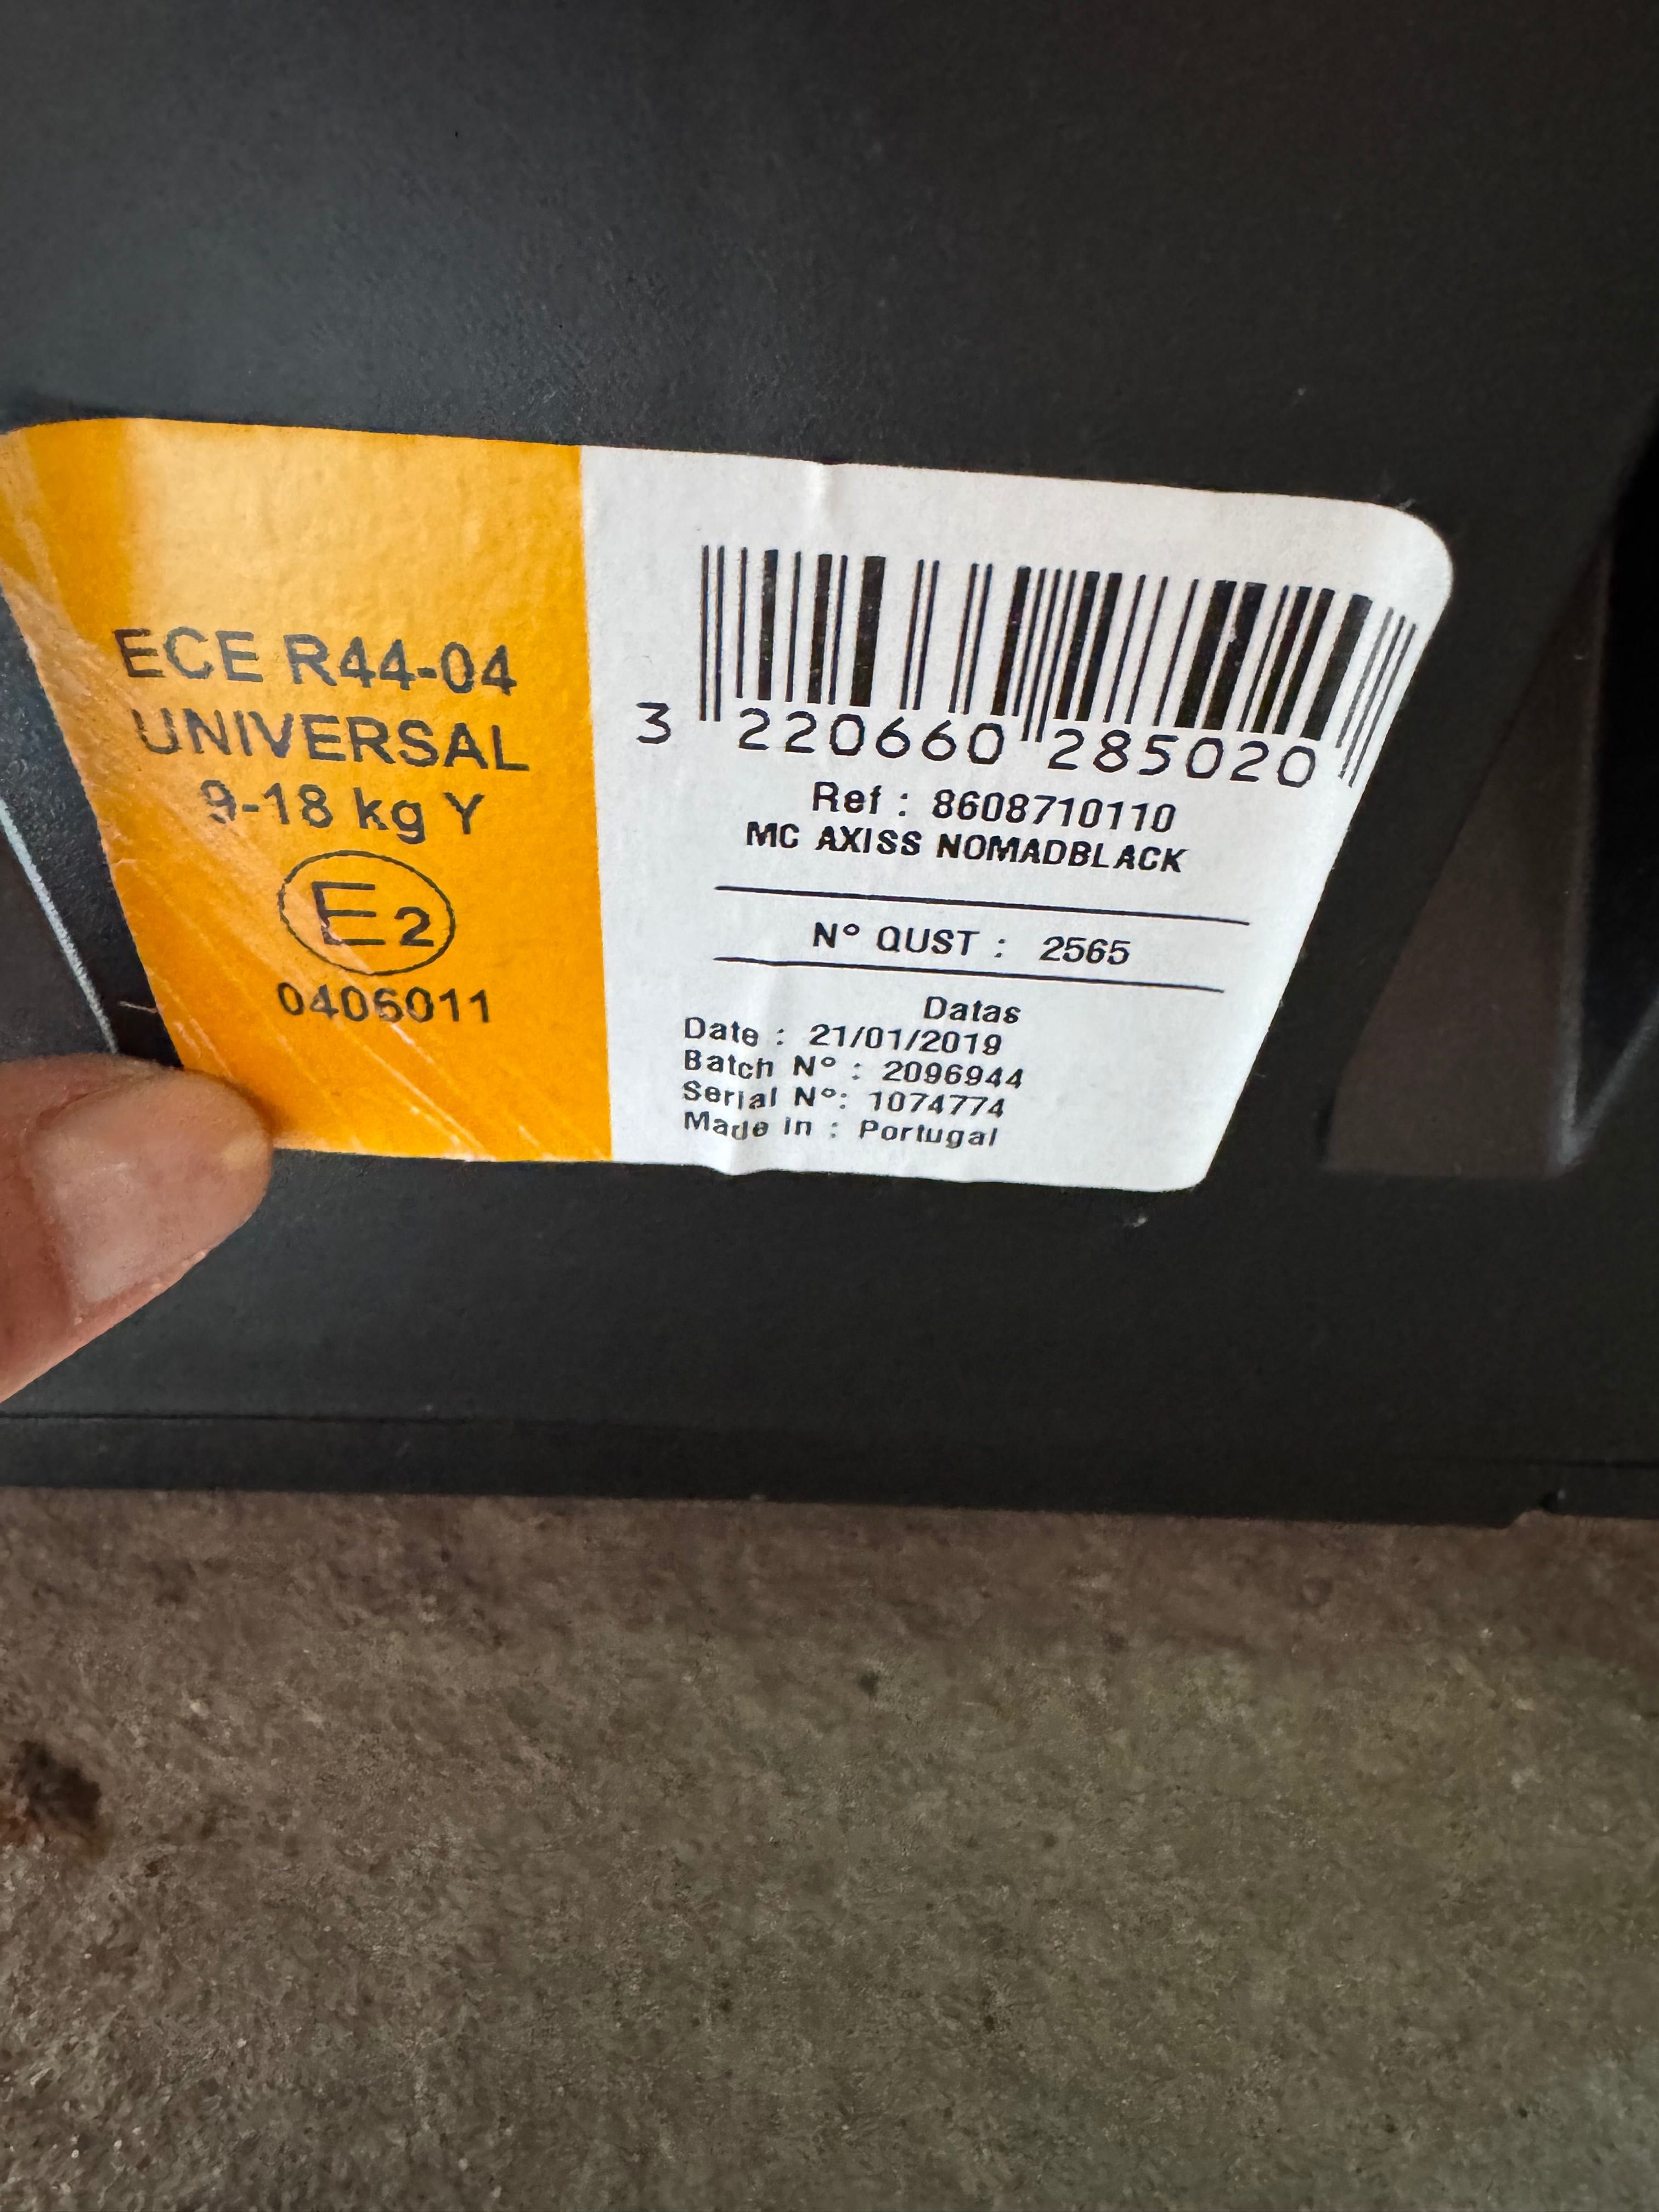 ECE R44-04
UNIVERSAL
9-18 kg Y
E2
0406011
3 220660 285020
Ref : 8608710110
MC AXISS NOMADBLACK
N° QUST : 2565
Datas
Date : 21/01/2019
Batch N° : 2096944
Serial N°: 1074774
Made in : Portugal